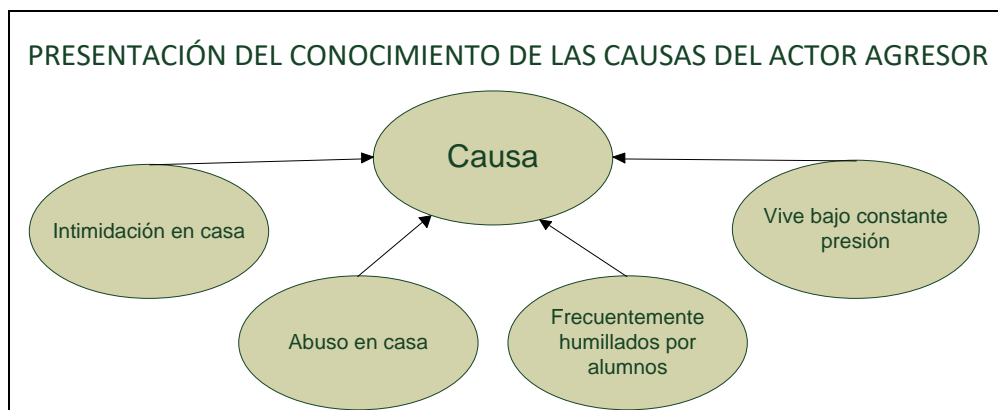 PRESENTACIÓN DEL CONOCIMIENTO DE LAS CAUSAS DEL ACTOR AGRESOR
Causa
Intimidación en casa
Vive bajo constante
presión
Abuso en casa
Frecuentemente
humillados por
alumnos